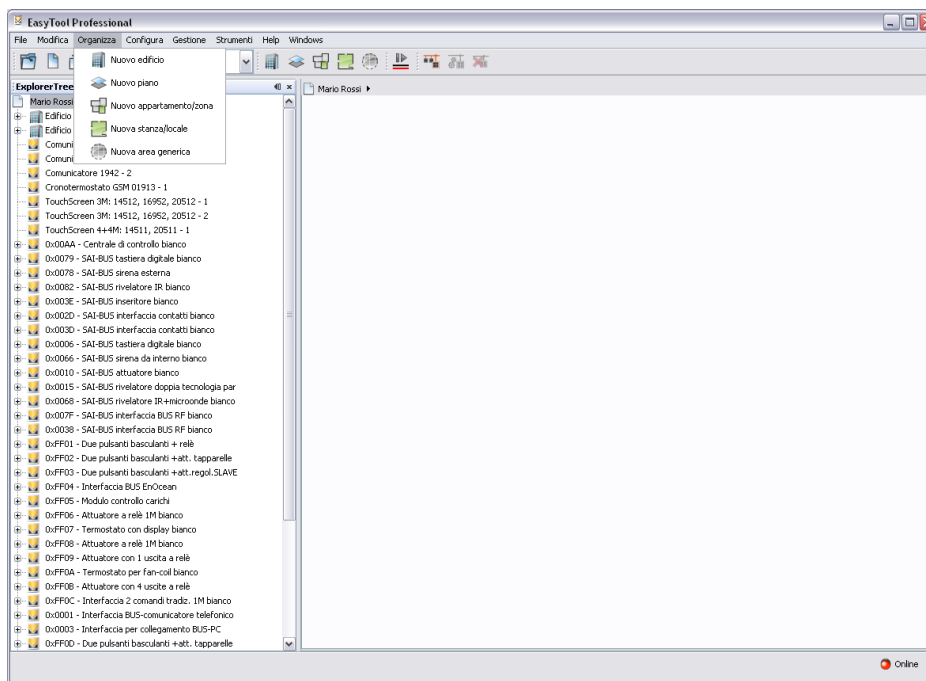 EasyTool Professional
File Modifica Organizza Configura Gestione Strumenti Help Windows
Nuovo edificio
Nuovo piano
Nuovo appartamento/zona
Nuova stanza/locale
Nuova area generica
ExplorerTree
Mario Rossi
Mario Rossi
Edificio
Edificio
Comuni
Comuni
Comunicatore 1942 - 2
Cronotermostato GSM 01913 - 1
TouchScreen 3M: 14512, 16952, 20512 - 1
TouchScreen 3M: 14512, 16952, 20512 - 2
TouchScreen 4+4M: 14511, 20511 - 1
0x00AA - Centrale di controllo bianco
0x0079 - SAI-BUS tastiera digitale bianco
0x0078 - SAI-BUS sirena esterna
0x0082 - SAI-BUS rivelatore IR bianco
0x003E - SAI-BUS inseritore bianco
0x002D - SAI-BUS interfaccia contatti bianco
0x003D - SAI-BUS interfaccia contatti bianco
0x0006 - SAI-BUS tastiera digitale bianco
0x0066 - SAI-BUS sirena da interno bianco
0x0010 - SAI-BUS attuatore bianco
0x0015 - SAI-BUS rivelatore doppia tecnologia par
0x0068 - SAI-BUS rivelatore IR+microonde bianco
0x007F - SAI-BUS interfaccia BUS RF bianco
0x0038 - SAI-BUS interfaccia BUS RF bianco
0xFF01 - Due pulsanti basculanti + relè
0xFF02 - Due pulsanti basculanti +att. tapparelle
0xFF03 - Due pulsanti basculanti +att.regol.SLAVE
0xFF04 - Interfaccia BUS EnOcean
0xFF05 - Modulo controllo carichi
0xFF06 - Attuatore a relè 1M bianco
0xFF07 - Termostato con display bianco
0xFF08 - Attuatore a relè 1M bianco
0xFF09 - Attuatore con 1 uscita a relè
0xFF0A - Termostato per fan-coil bianco
0xFF0B - Attuatore con 4 uscite a relè
0xFF0C - Interfaccia 2 comandi tradiz. 1M bianco
0x0001 - Interfaccia BUS-comunicatore telefonico
0x0003 - Interfaccia per collegamento BUS-PC
0xFF0D - Due pulsanti basculanti +att. tapparelle
Online